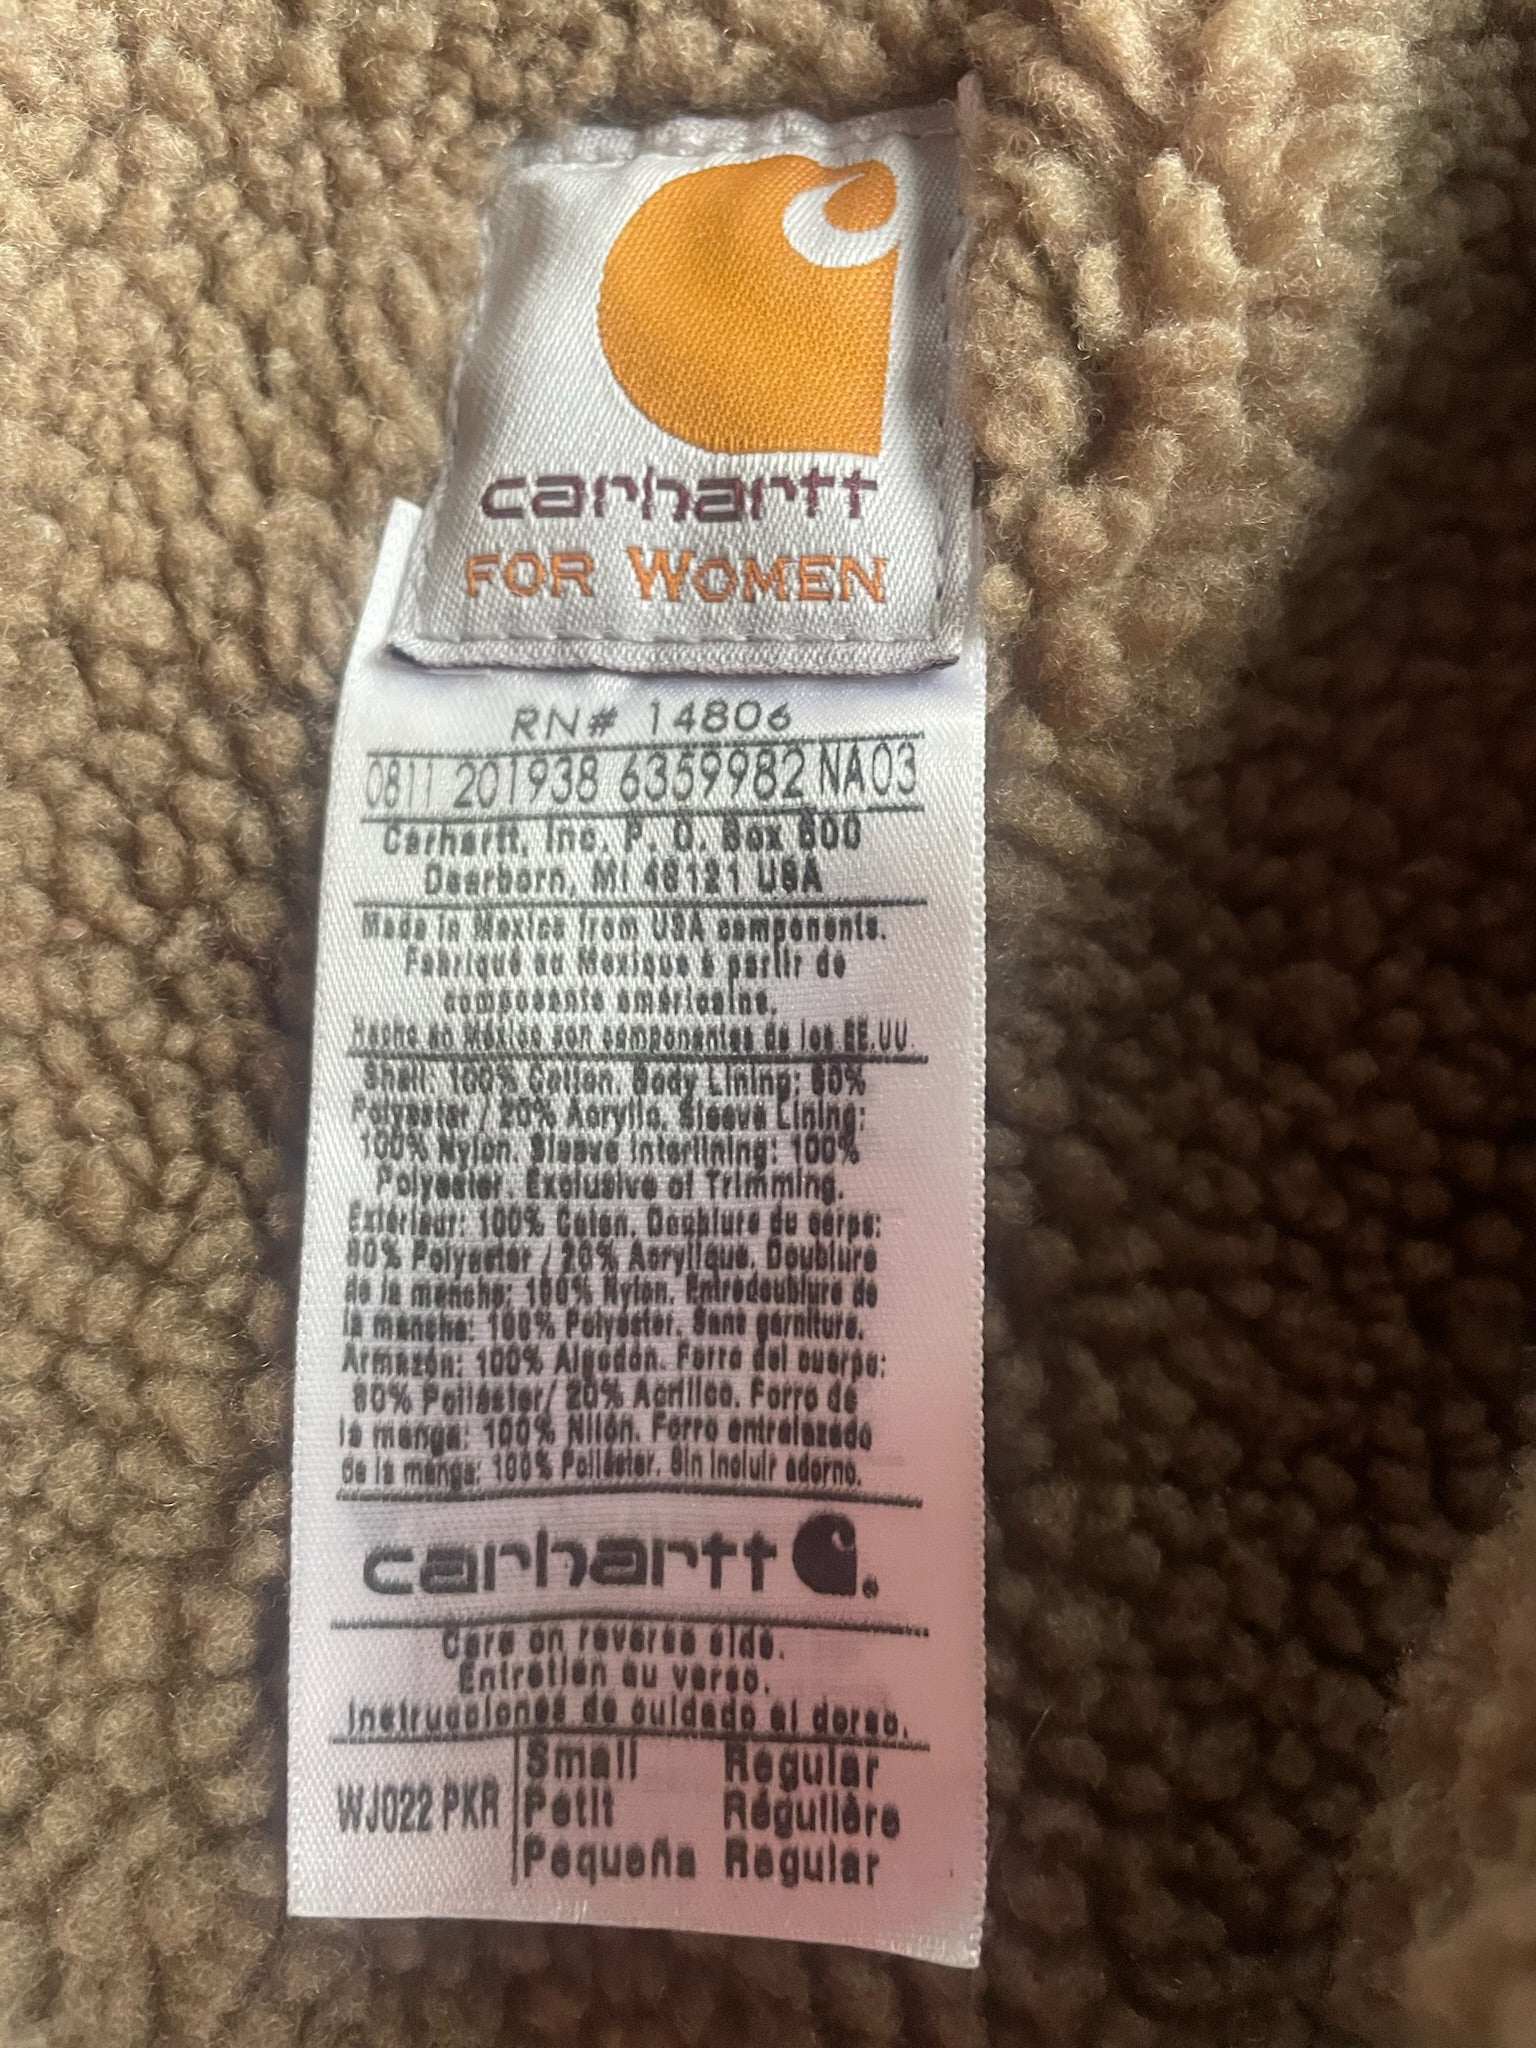 carhartt
FOR WOMEN
RN# 14806
0811 201938 6359982 NA03
Carhartt, Inc. P. O. Box 600
Dearborn, MI 48121 USA
Made in Mexico from USA components.
Fabriqué au Mexique à partir de
composants américains.
Hecho en México con componentes de los EE.UU.
Shell: 100% Cotton. Body Lining: 80%
Polyester / 20% Acrylic. Sleeve Lining:
100% Nylon. Sleeve Interlining: 100%
Polyester. Exclusive of Trimming.
Extérieur: 100% Coton. Doublure du corps:
80% Polyester / 20% Acrylique. Doublure
de la manche: 100% Nylon. Entredoublure de
la manche: 100% Polyester. Sans garniture.
Armazón: 100% Algodón. Forro del cuerpo:
80% Poliéster/ 20% Acrílico. Forro de
la manga: 100% Nilón. Forro entrelazado
de la manga: 100% Poliéster. Sin incluir adorno.
carhartt
Care on reverse side.
Entretien au verso.
Instrucciones de cuidado al dorso.
Small Regular
WJ022 PKR Petit Régulière
Pequeña Regular